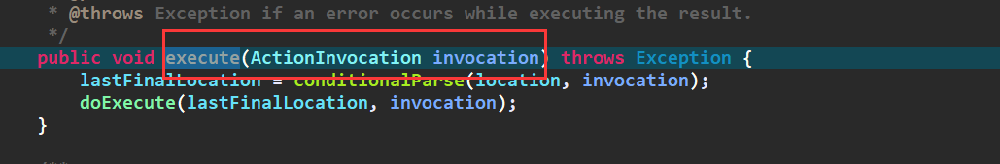 * @throws Exception if an error occurs while executing the result.
*/
public void execute(ActionInvocation invocation) throws Exception {
lastFinalLocation = conditionalParse(location, invocation);
doExecute(lastFinalLocation, invocation);
}
/**